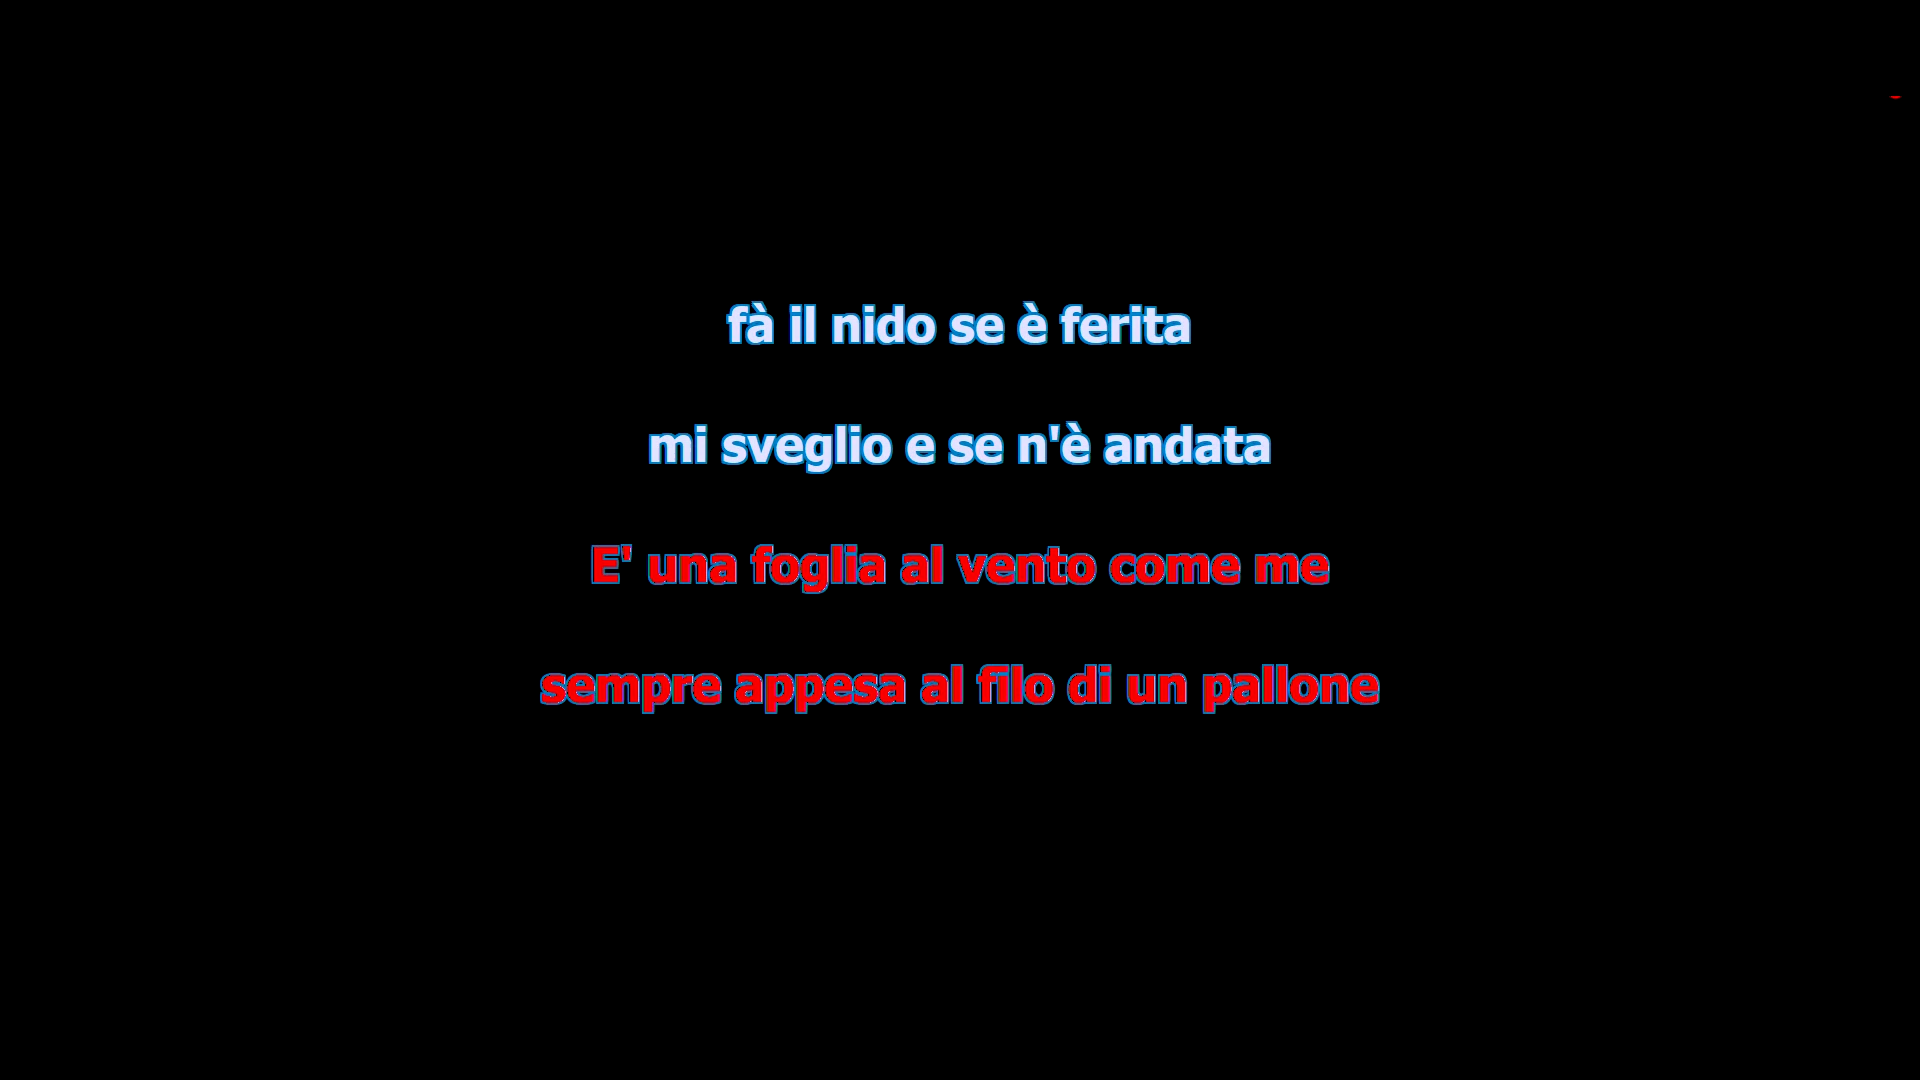 fà il nido se è ferita
mi sveglio e se n'è andata
E' una foglia al vento come me
sempre appesa al filo di un pallone